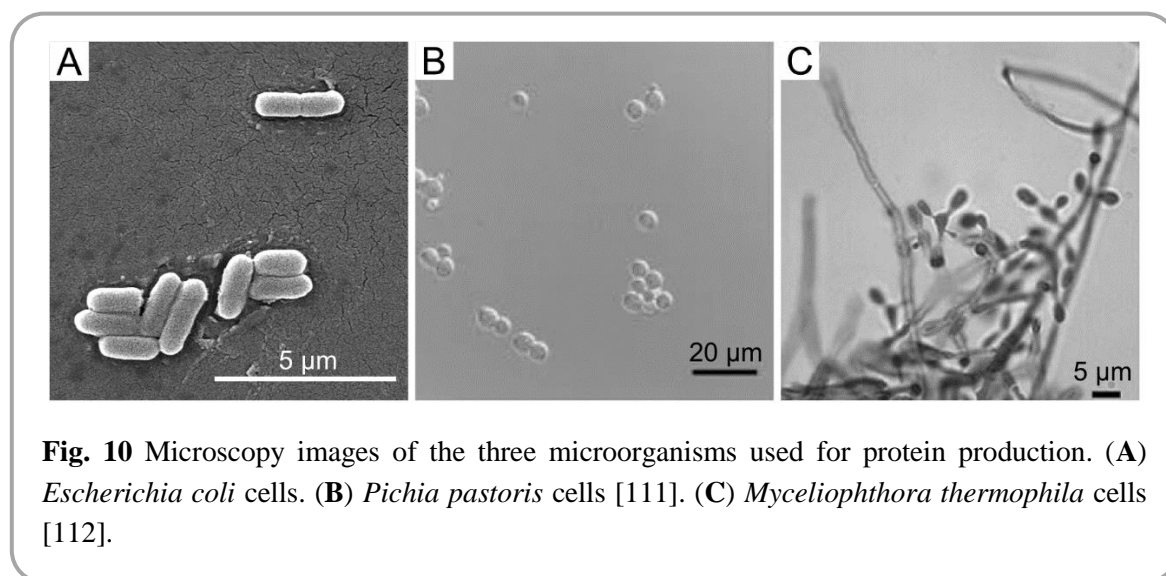 A
B
C
5 µm
20 µm
5 µm
Fig. 10 Microscopy images of the three microorganisms used for protein production. (A)
Escherichia coli cells. (B) Pichia pastoris cells [111]. (C) Myceliophthora thermophila cells
[112].